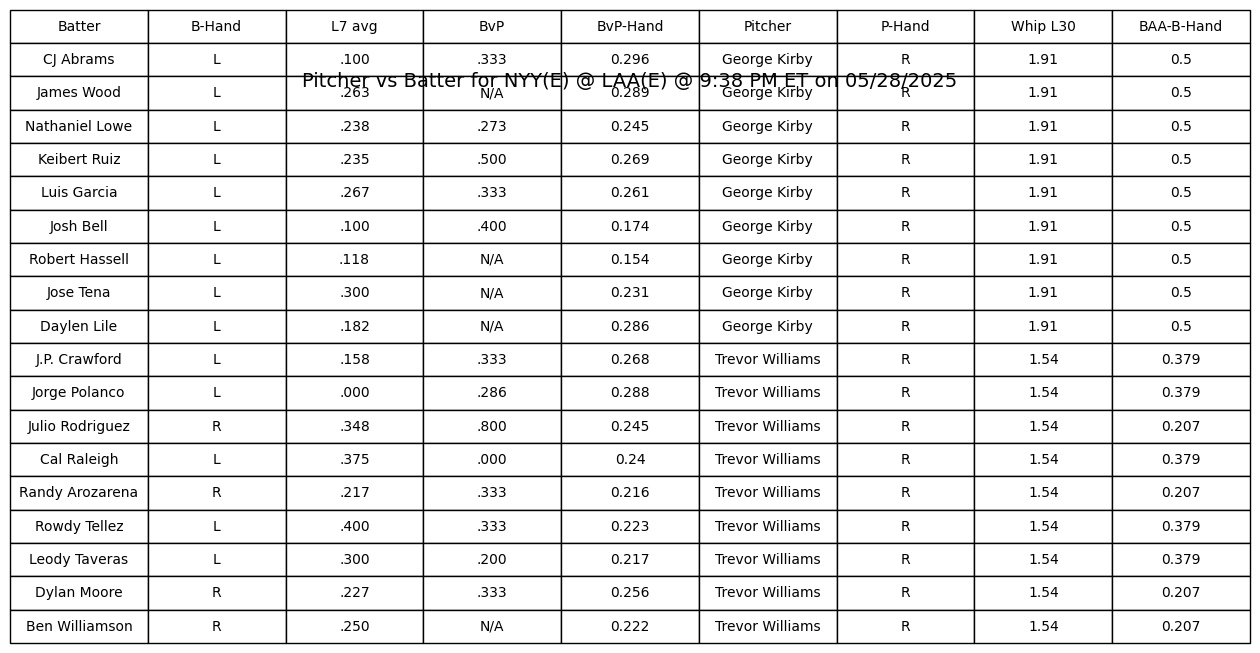 Batter B-Hand L7 avg BvP BvP-Hand Pitcher P-Hand Whip L30 BAA-B-Hand
CJ Abrams L .100 .333 0.296 George Kirby R 1.91 0.5
Pitcher vs Batter for NYY(E) @ LAA(E) @ 9:38 PM ET on 05/28/2025
James Wood L .263 N/A 0.289 George Kirby R 1.91 0.5
Nathaniel Lowe L .238 .273 0.245 George Kirby R 1.91 0.5
Keibert Ruiz L .235 .500 0.269 George Kirby R 1.91 0.5
Luis Garcia L .267 .333 0.261 George Kirby R 1.91 0.5
Josh Bell L .100 .400 0.174 George Kirby R 1.91 0.5
Robert Hassell L .118 N/A 0.154 George Kirby R 1.91 0.5
Jose Tena L .300 N/A 0.231 George Kirby R 1.91 0.5
Daylen Lile L .182 N/A 0.286 George Kirby R 1.91 0.5
J.P. Crawford L .158 .333 0.268 Trevor Williams R 1.54 0.379
Jorge Polanco L .000 .286 0.288 Trevor Williams R 1.54 0.379
Julio Rodriguez R .348 .800 0.245 Trevor Williams R 1.54 0.207
Cal Raleigh L .375 .000 0.24 Trevor Williams R 1.54 0.379
Randy Arozarena R .217 .333 0.216 Trevor Williams R 1.54 0.207
Rowdy Tellez L .400 .333 0.223 Trevor Williams R 1.54 0.379
Leody Taveras L .300 .200 0.217 Trevor Williams R 1.54 0.379
Dylan Moore R .227 .333 0.256 Trevor Williams R 1.54 0.207
Ben Williamson R .250 N/A 0.222 Trevor Williams R 1.54 0.207